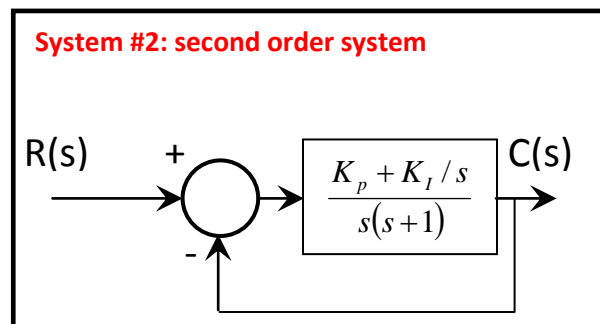 System #2: second order system
R(s) + C(s)
K_p + K_I / s
s(s+1)
-